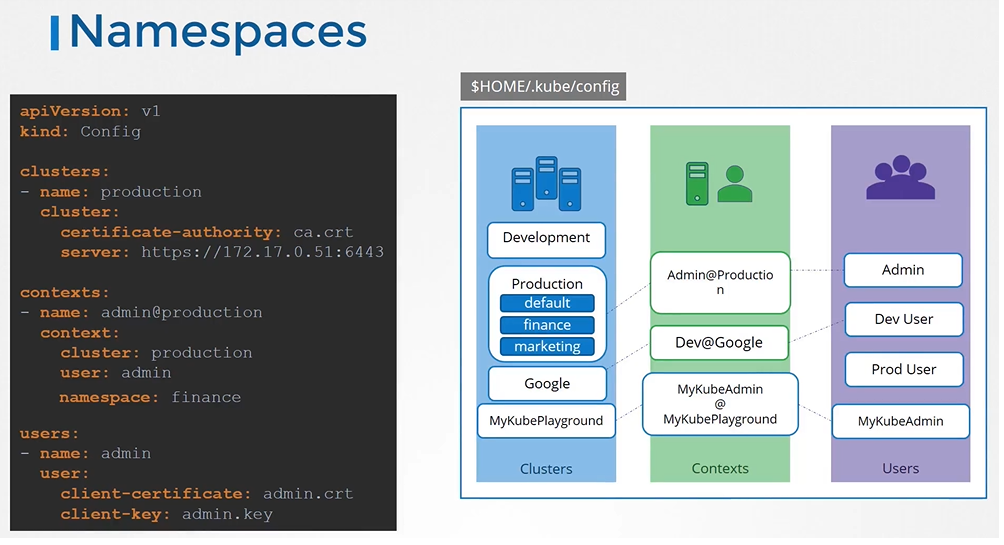 Namespaces
apiVersion: v1
kind: Config
clusters:
- name: production
cluster:
certificate-authority: ca.crt
server: https://172.17.0.51:6443
contexts:
- name: admin@production
context:
cluster: production
user: admin
namespace: finance
users:
- name: admin
user:
client-certificate: admin.crt
client-key: admin.key
$HOME/.kube/config
Development
Production
default
finance
marketing
Google
MyKubePlayground
Clusters
Admin@Productio
n
Dev@Google
MyKubeAdmin
@
MyKubePlayground
Contexts
Admin
Dev User
Prod User
MyKubeAdmin
Users